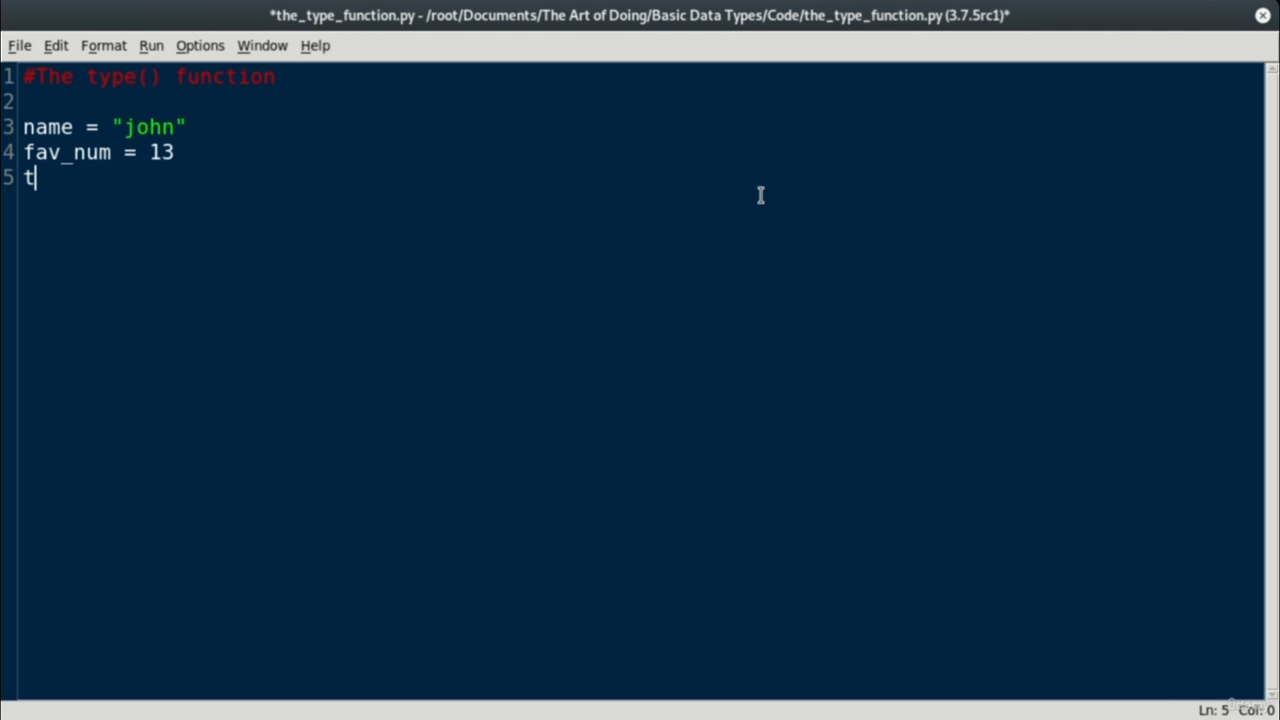 *the_type_function.py - /root/Documents/The Art of Doing/Basic Data Types/Code/the_type_function.py (3.7.5rc1)*
File Edit Format Run Options Window Help
1 #The type() function
2
3 name = "john"
4 fav_num = 13
5 t
Ln: 5 Col: 0